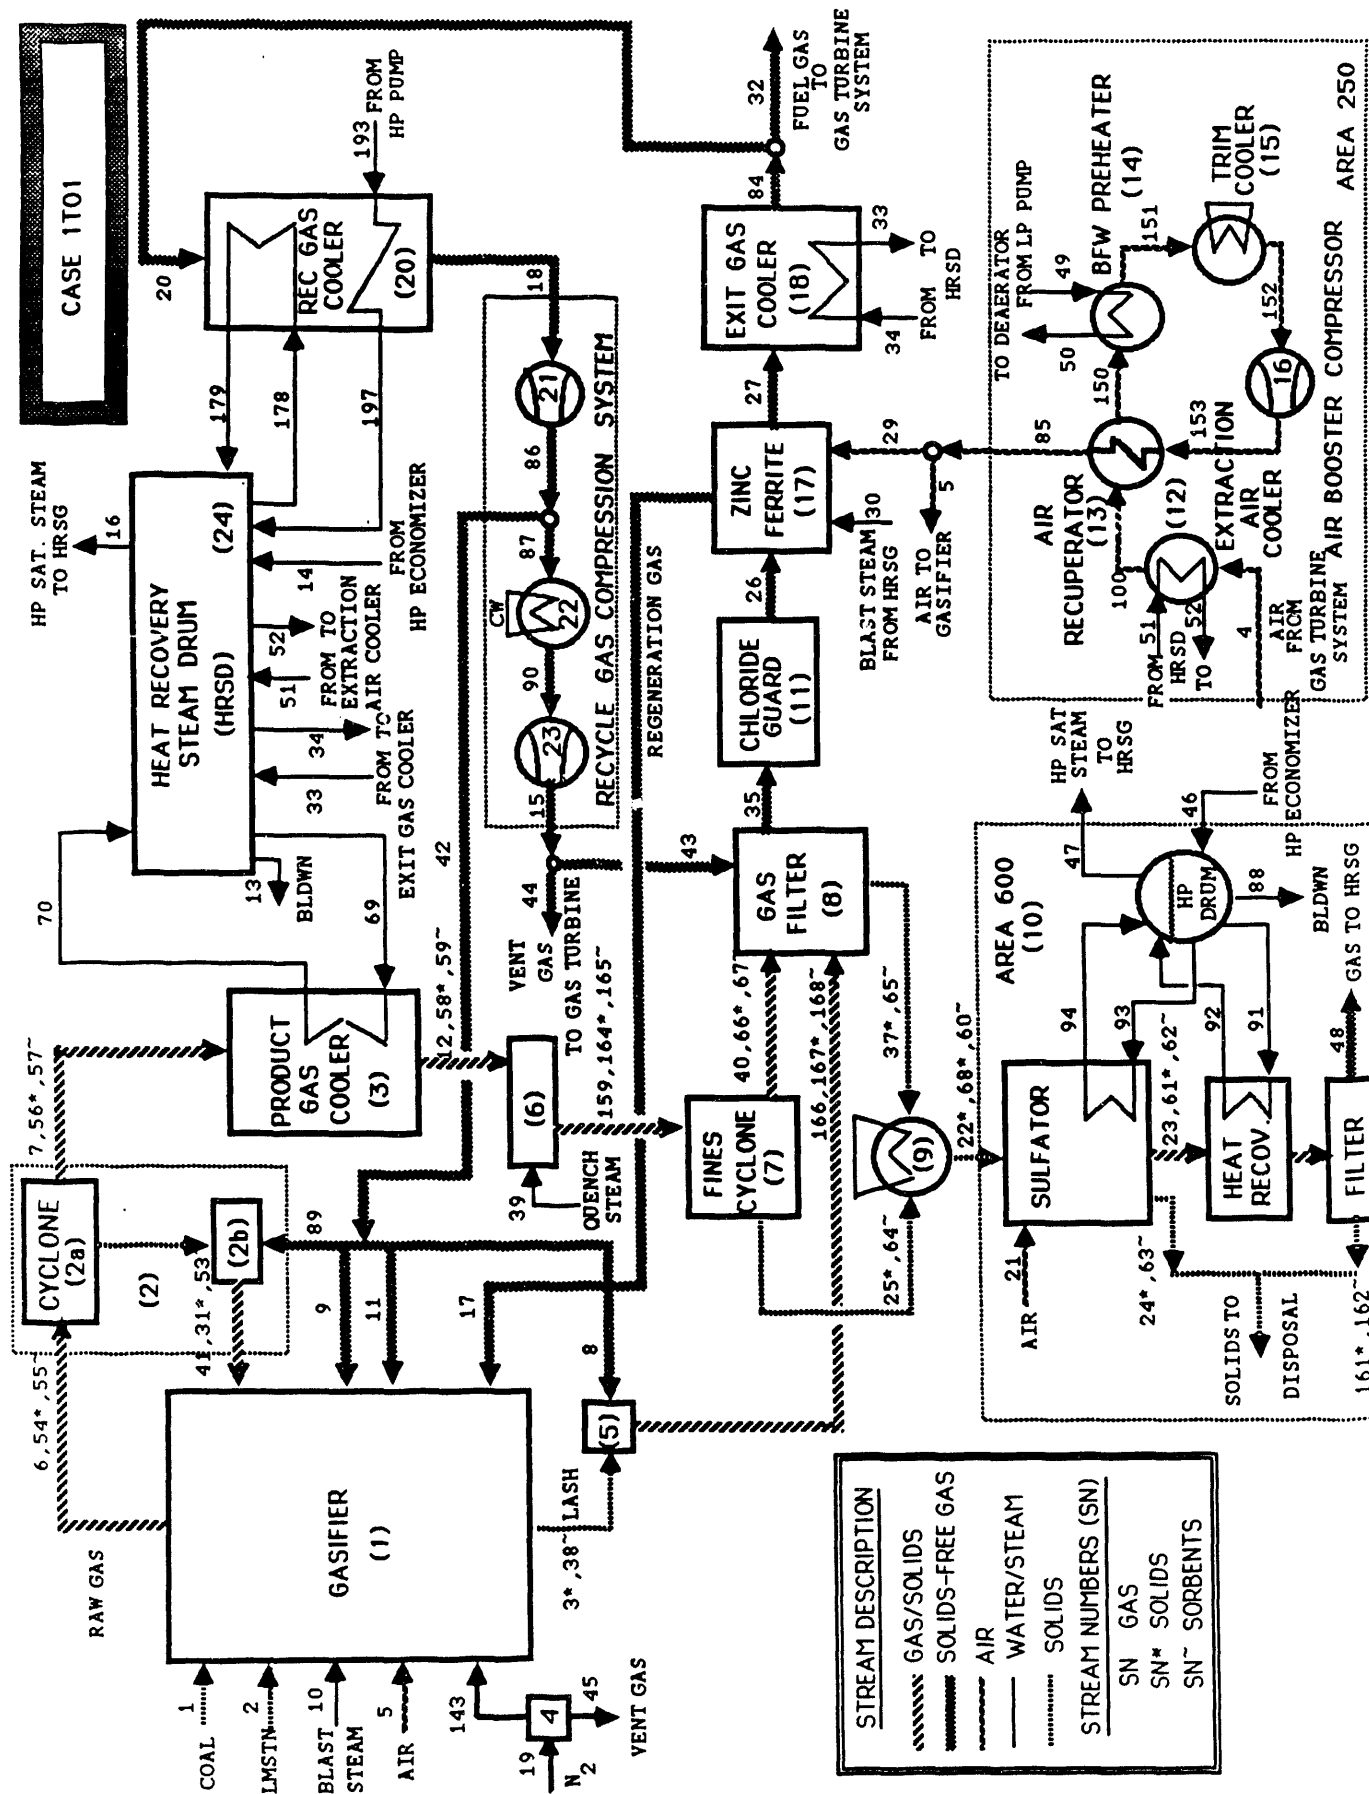 CASE 1T01
RAW GAS
COAL
1
LMSTN
2
BLAST
STEAM
10
AIR
5
143
19
N2
4
45
VENT GAS
GASIFIER
(1)
3*,38~ LASH
6,54*,55~
CYCLONE
(2a)
(2)
(2b)
41,31*,53
89
9
11
17
8
(5)
7,56*,57~
PRODUCT
GAS
COOLER
(3)
70
69
12,58*,59~
42
(6)
39
QUENCH
STEAM
159,164*,165~
HEAT RECOVERY
STEAM DRUM
(HRSD)
(24)
HP SAT. STEAM
TO HRSG
16
13
BLDWN
33
34
FROM TO
EXIT GAS COOLER
51
52
FROM TO
EXTRACTION
AIR COOLER
14
FROM
HP ECONOMIZER
179
178
197
20
REC GAS
COOLER
(20)
193
FROM
HP PUMP
18
21
86
87
CW
22
90
23
15
RECYCLE GAS COMPRESSION SYSTEM
44
VENT
GAS
TO GAS TURBINE
43
REGENERATION GAS
FINES
CYCLONE
(7)
40,66*,67~
166,167*,168~
GAS
FILTER
(8)
35
CHLORIDE
GUARD
(11)
26
ZINC
FERRITE
(17)
27
EXIT GAS
COOLER
(18)
34
33
FROM TO
HRSD
84
32
FUEL GAS
TO
GAS TURBINE
SYSTEM
30
BLAST STEAM
FROM HRSG
29
5
AIR TO
GASIFIER
85
37*,65~
25*,64~
(9)
22*,68*,60~
AREA 600
(10)
SULFATOR
21
AIR
94
93
23,61*,62~
24*,63~
HEAT
RECOV.
92
91
HP
DRUM
47
HP SAT
STEAM
TO
HRSG
46
FROM
HP ECONOMIZER
88
BLDWN
FILTER
48
GAS TO HRSG
161*,162~
SOLIDS TO
DISPOSAL
AIR
RECUPERATOR
(13)
100
(12)
EXTRACTION
AIR
COOLER
51
FROM
HRSD
TO
52
4
AIR
FROM
GAS TURBINE
SYSTEM
150
TO DEAERATOR
FROM LP PUMP
50
49
BFW PREHEATER
(14)
151
TRIM
COOLER
(15)
152
16
153
AIR BOOSTER COMPRESSOR
AREA 250
STREAM DESCRIPTION
GAS/SOLIDS
SOLIDS-FREE GAS
AIR
WATER/STEAM
SOLIDS
STREAM NUMBERS (SN)
SN GAS
SN* SOLIDS
SN~ SORBENTS